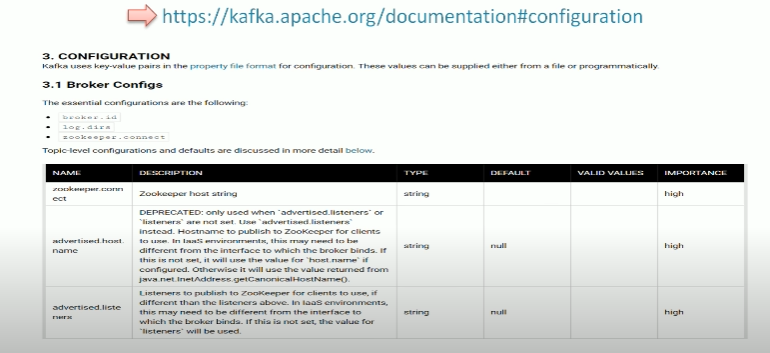 https://kafka.apache.org/documentation#configuration
3. CONFIGURATION
Kafka uses key-value pairs in the property file format for configuration. These values can be supplied either from a file or programmatically.
3.1 Broker Configs
The essential configurations are the following:
broker.id
log.dirs
zookeeper.connect
Topic-level configurations and defaults are discussed in more detail below.
NAME DESCRIPTION TYPE DEFAULT VALID VALUES IMPORTANCE
zookeeper.conn
ect
Zookeeper host string
string
high
advertised.host.
name
DEPRECATED: only used when `advertised.listeners` or
`listeners` are not set. Use `advertised.listeners`
instead. Hostname to publish to ZooKeeper for clients
to use. In IaaS environments, this may need to be
different from the interface to which the broker binds. If
this is not set, it will use the value for `host.name` if
configured. Otherwise it will use the value returned from
java.net.InetAddress.getCanonicalHostName().
string
null
high
advertised.liste
ners
Listeners to publish to ZooKeeper for clients to use, if
different than the listeners above. In IaaS environments,
this may need to be different from the interface to
which the broker binds. If this is not set, the value for
`listeners` will be used.
string
null
high